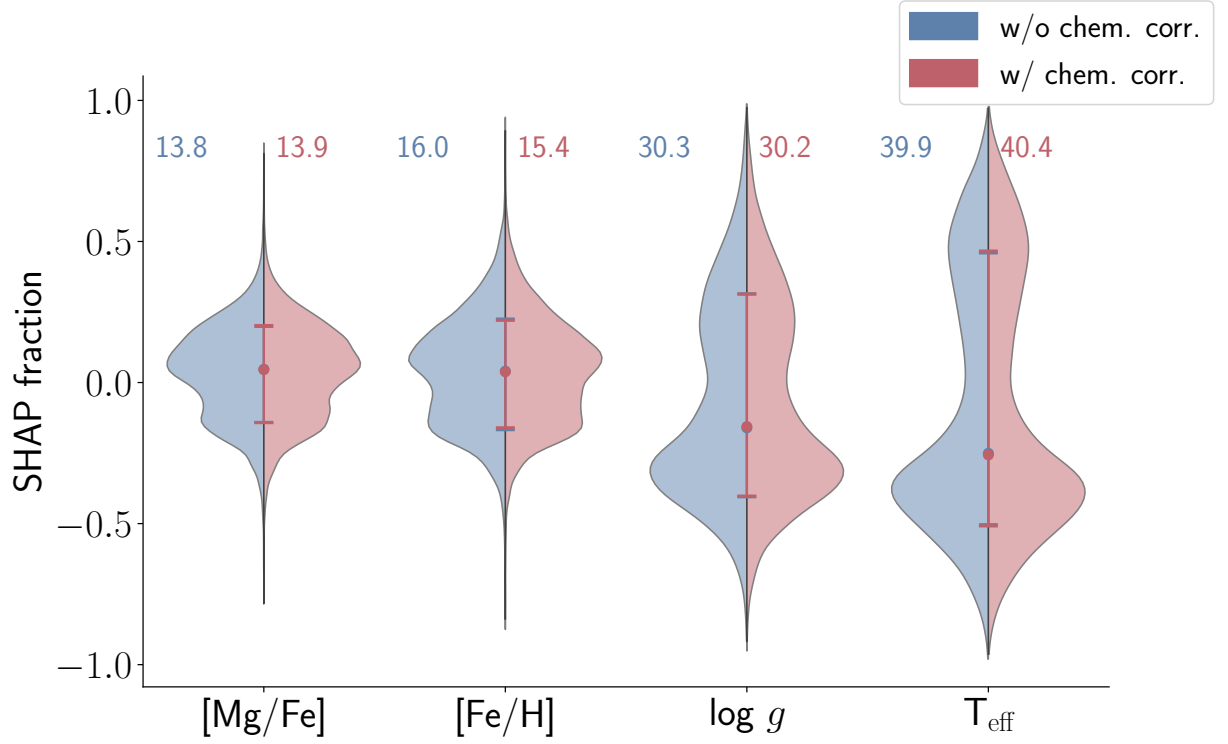 w/o chem. corr.
w/ chem. corr.
1.0
13.8 13.9 16.0 15.4 30.3 30.2 39.9 40.4
0.5
0.0
−0.5
−1.0
SHAP fraction
[Mg/Fe] [Fe/H] log g T_eff